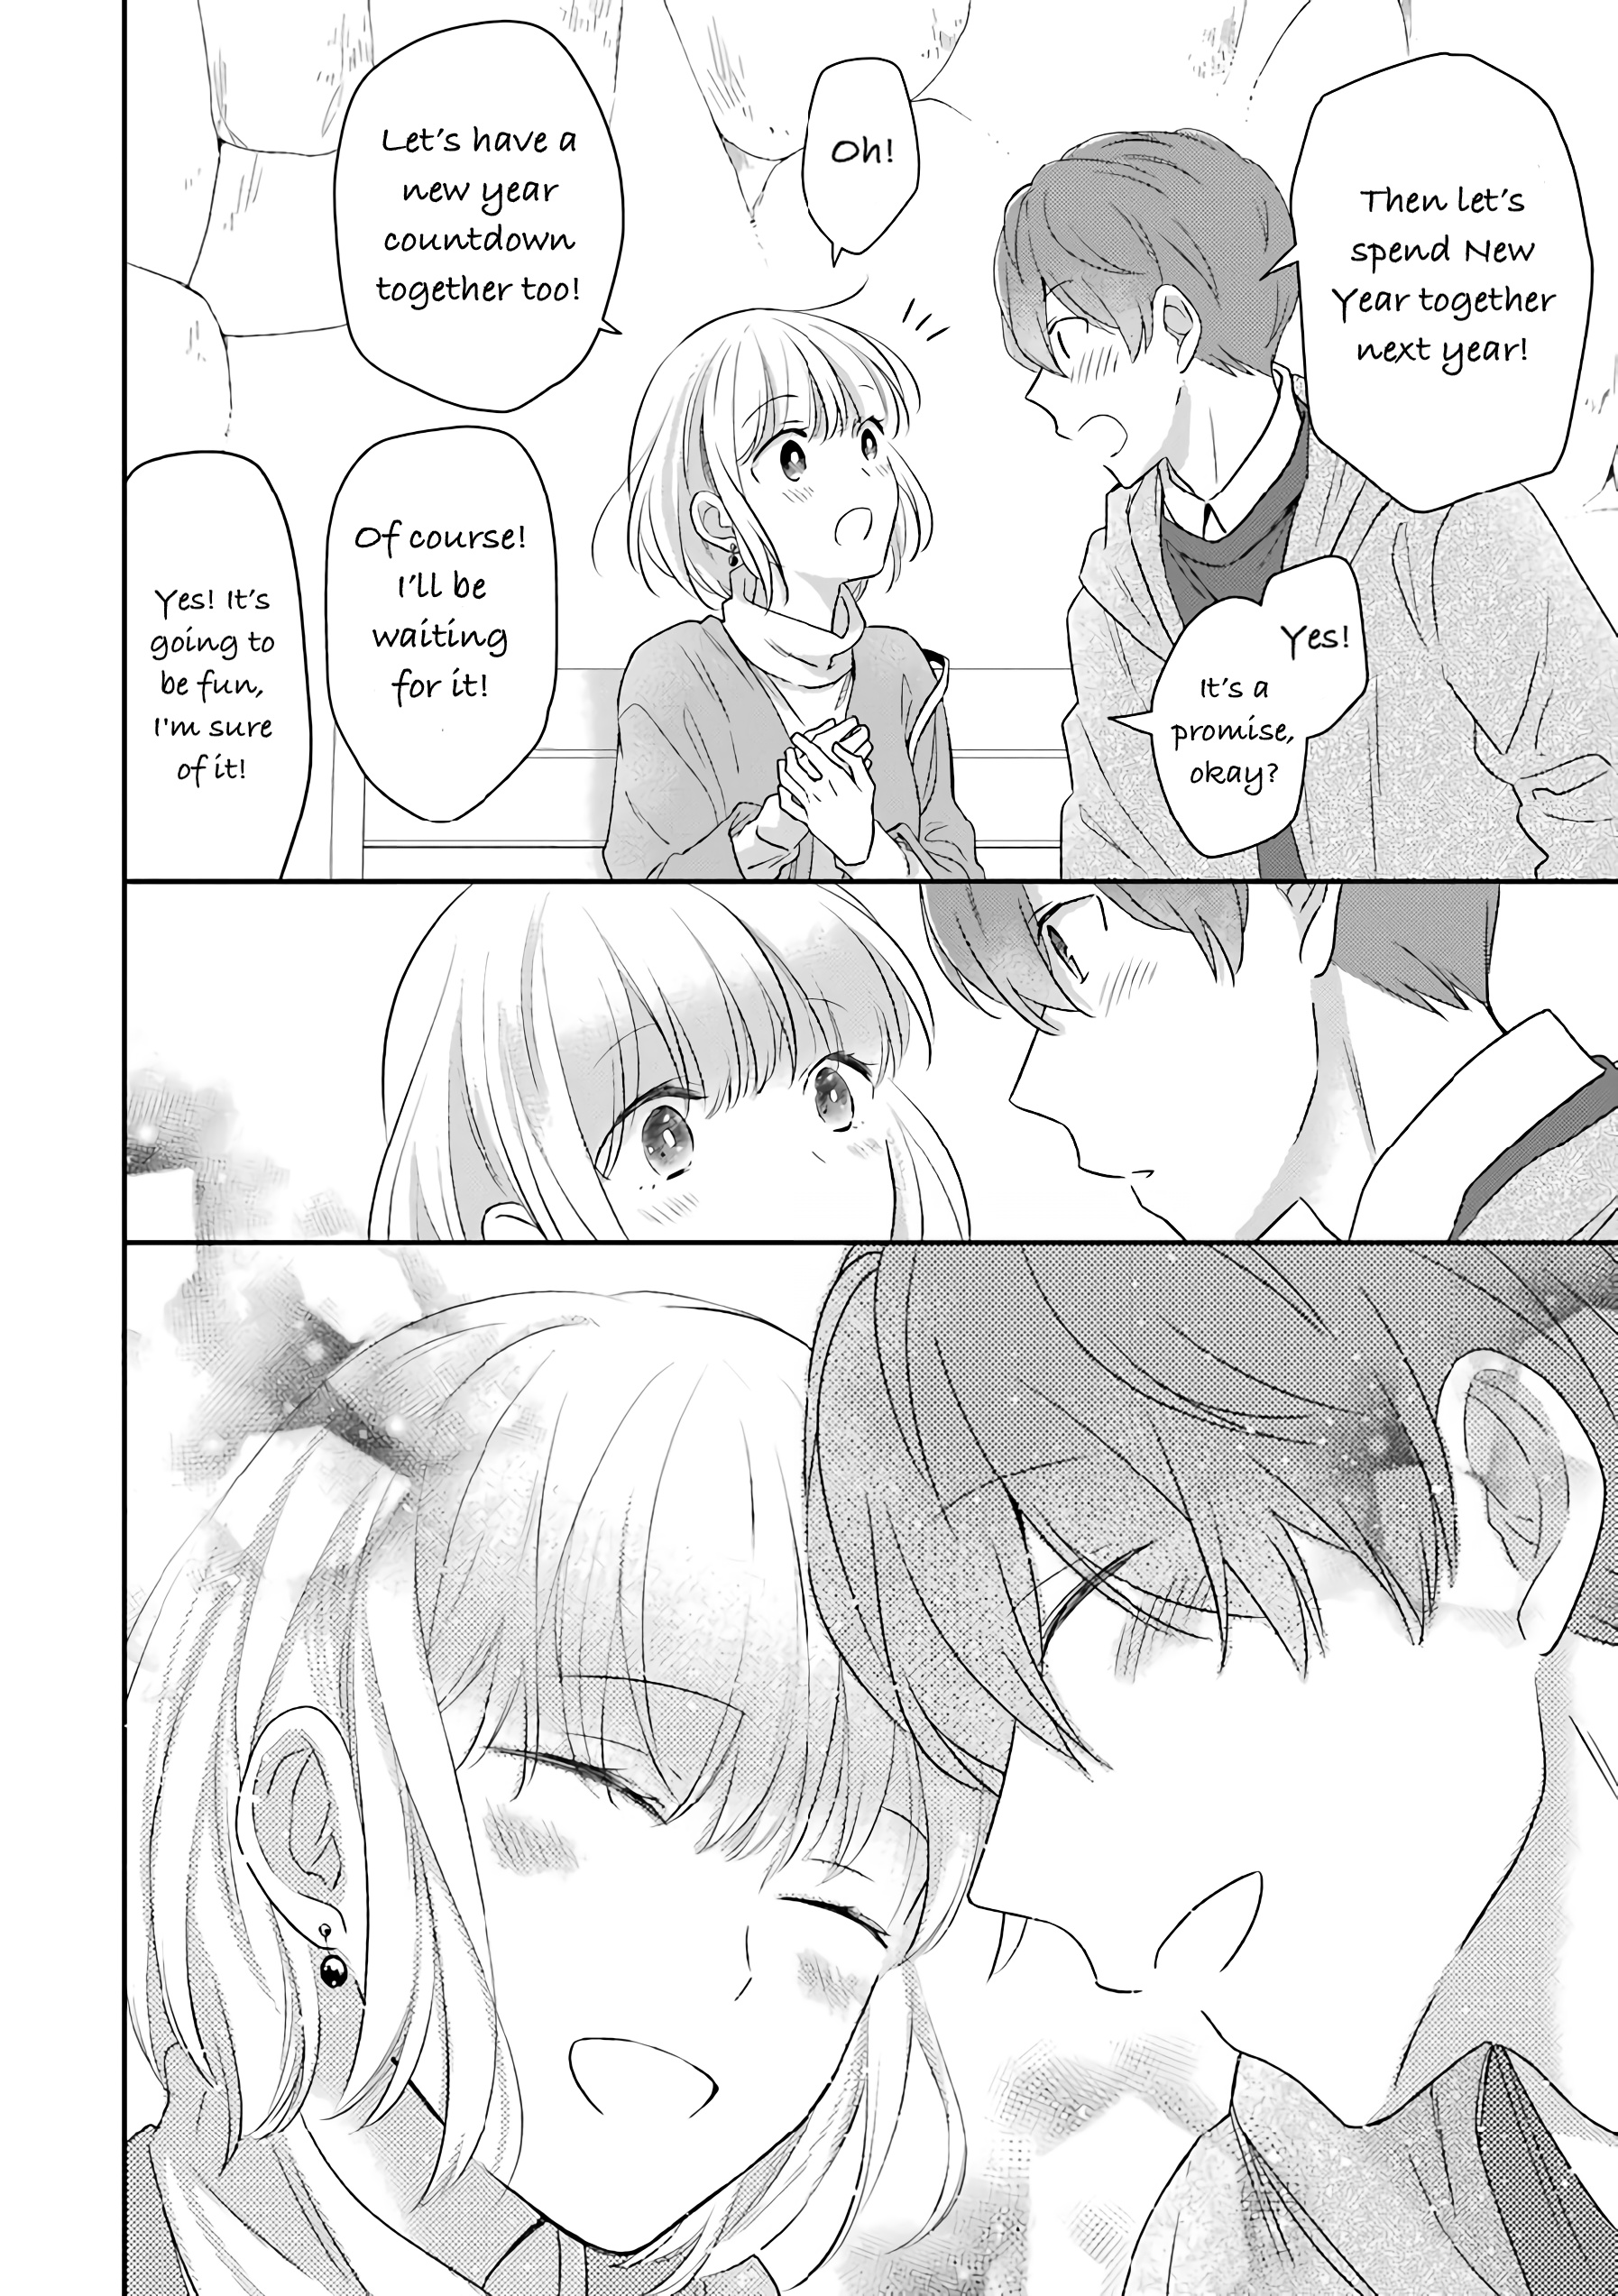 Then let's
spend New
Year together
next year!
Oh!
Let's have a
new year
countdown
together too!
Yes!
It's a
promise,
okay?
Of course!
I'll be
waiting
for it!
Yes! It's
going to
be fun,
I'm sure
of it!